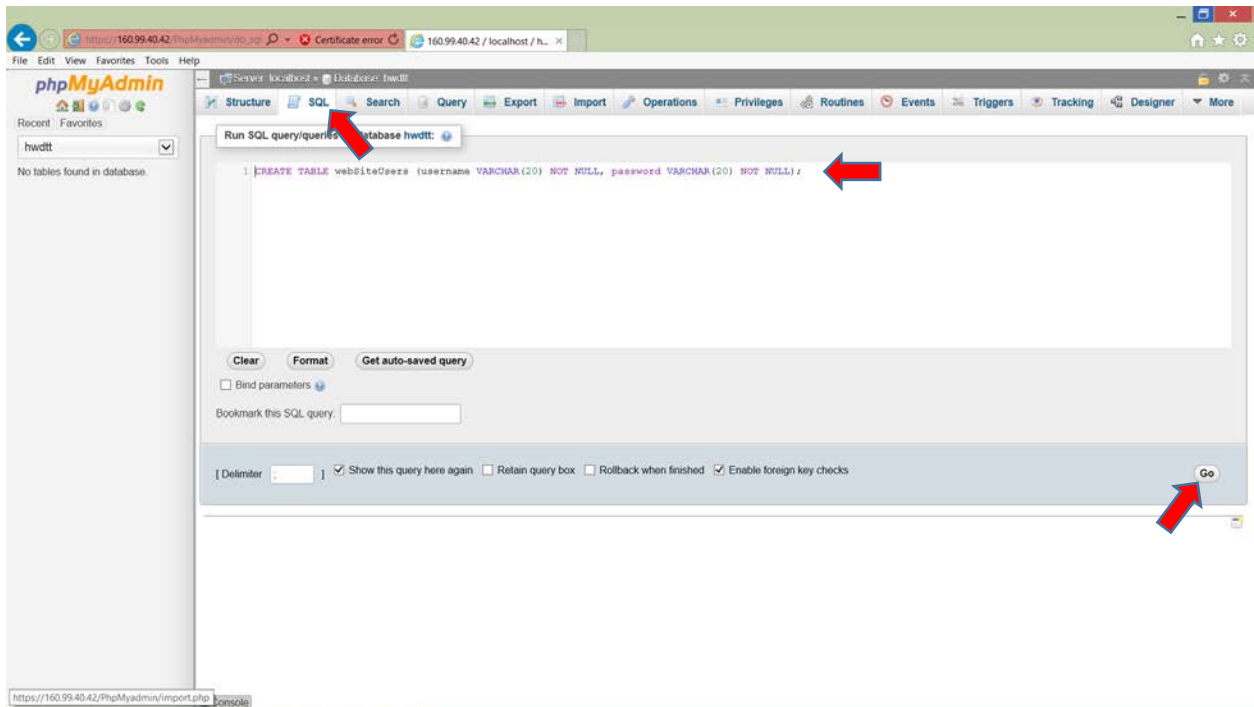 https://160.99.40.42/PhpMyadmin/db_sql Certificate error 160.99.40.42 / localhost / h...
File Edit View Favorites Tools Help
phpMyAdmin
Recent Favorites
hwdtt
No tables found in database.
Server: localhost » Database: hwdtt
Structure SQL Search Query Export Import Operations Privileges Routines Events Triggers Tracking Designer More
Run SQL query/queries database hwdtt:
1 CREATE TABLE webSiteUsers (username VARCHAR(20) NOT NULL, password VARCHAR(20) NOT NULL);
Clear Format Get auto-saved query
Bind parameters
Bookmark this SQL query:
[ Delimiter ; ] Show this query here again Retain query box Rollback when finished Enable foreign key checks
Go
https://160.99.40.42/PhpMyadmin/import.php
Console